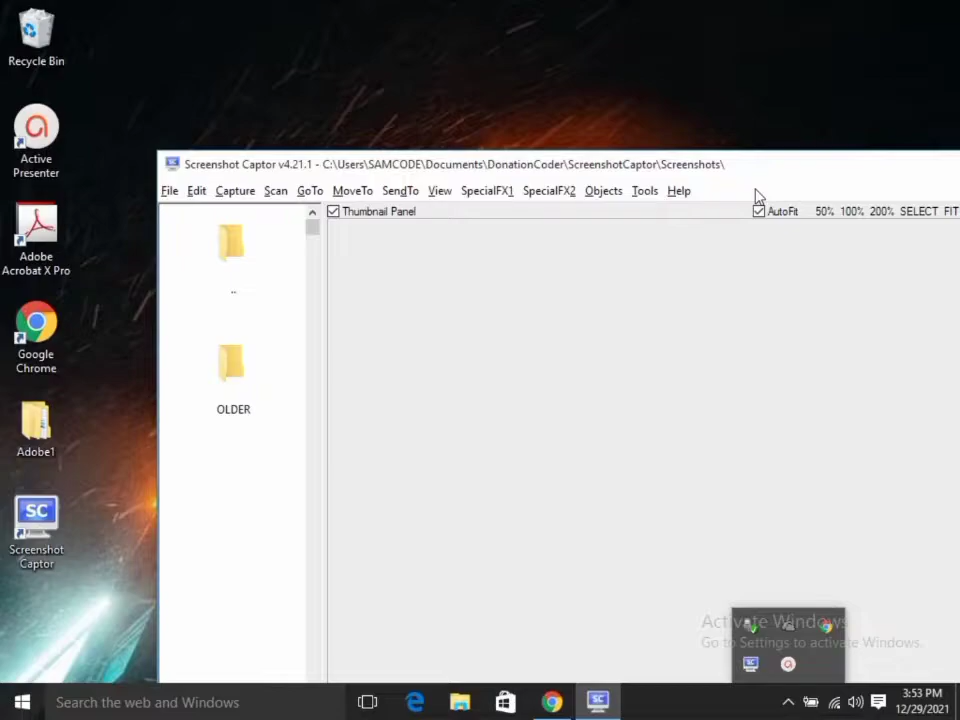 Recycle Bin
Active
Presenter
Adobe
Acrobat X Pro
Google
Chrome
Adobe1
SC
Screenshot
Captor
SC
Screenshot Captor v4.21.1 - C:\Users\SAMCODE\Documents\DonationCoder\ScreenshotCaptor\Screenshots\
File Edit Capture Scan GoTo MoveTo SendTo View SpecialFX1 SpecialFX2 Objects Tools Help
Thumbnail Panel AutoFit 50% 100% 200% SELECT FIT
..
OLDER
Activate Windows
Go to Settings to activate Windows.
Search the web and Windows
SC
3:53 PM
12/29/2021